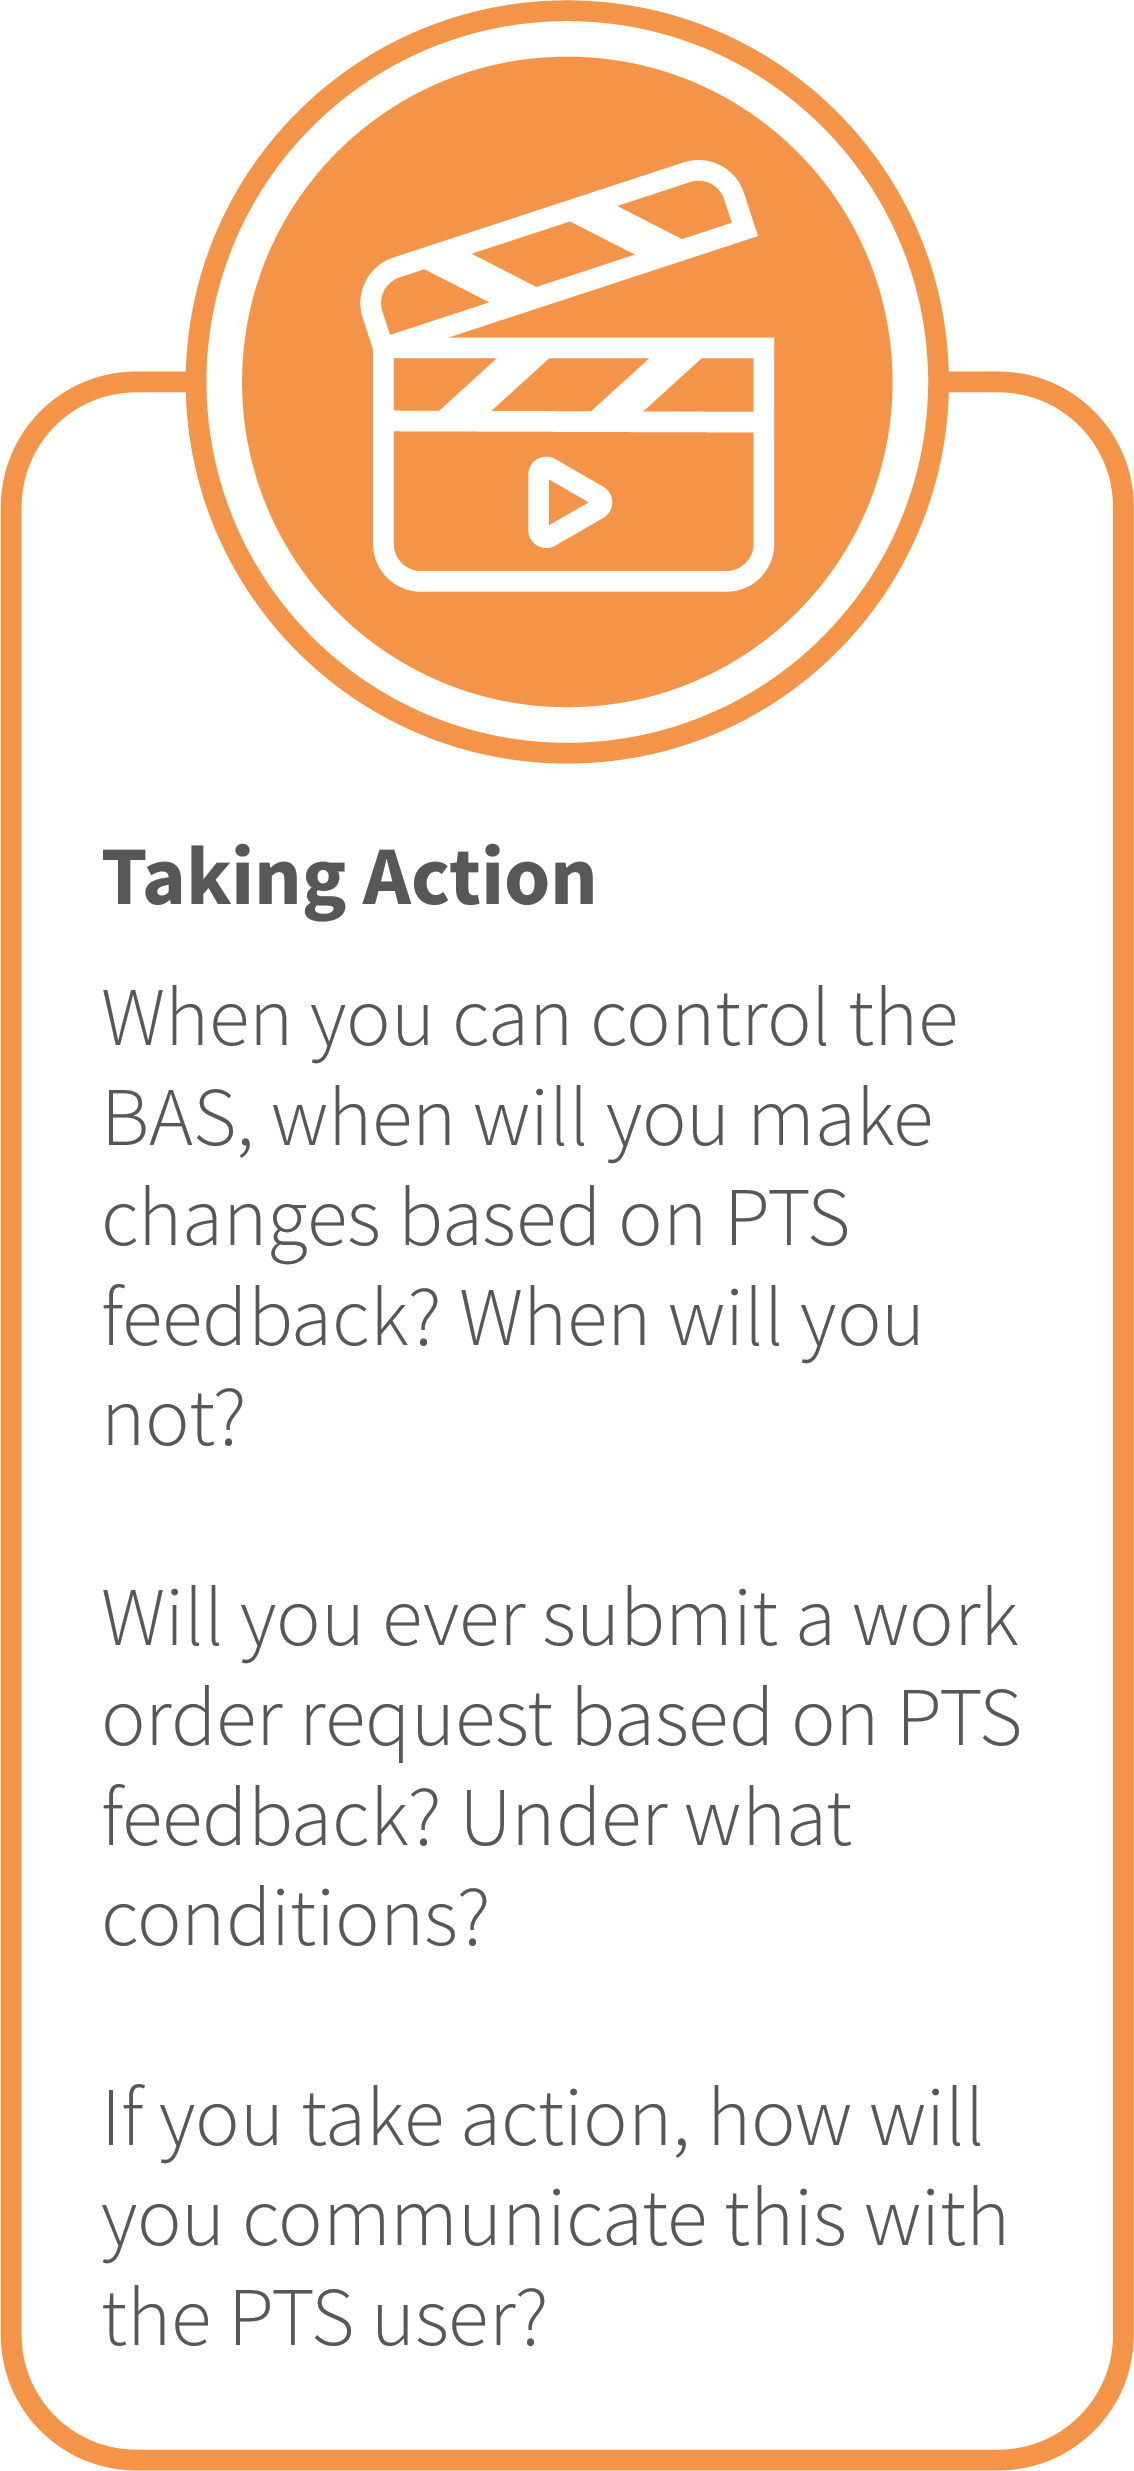 Taking Action
When you can control the
BAS, when will you make
changes based on PTS
feedback? When will you
not?
Will you ever submit a work
order request based on PTS
feedback? Under what
conditions?
If you take action, how will
you communicate this with
the PTS user?